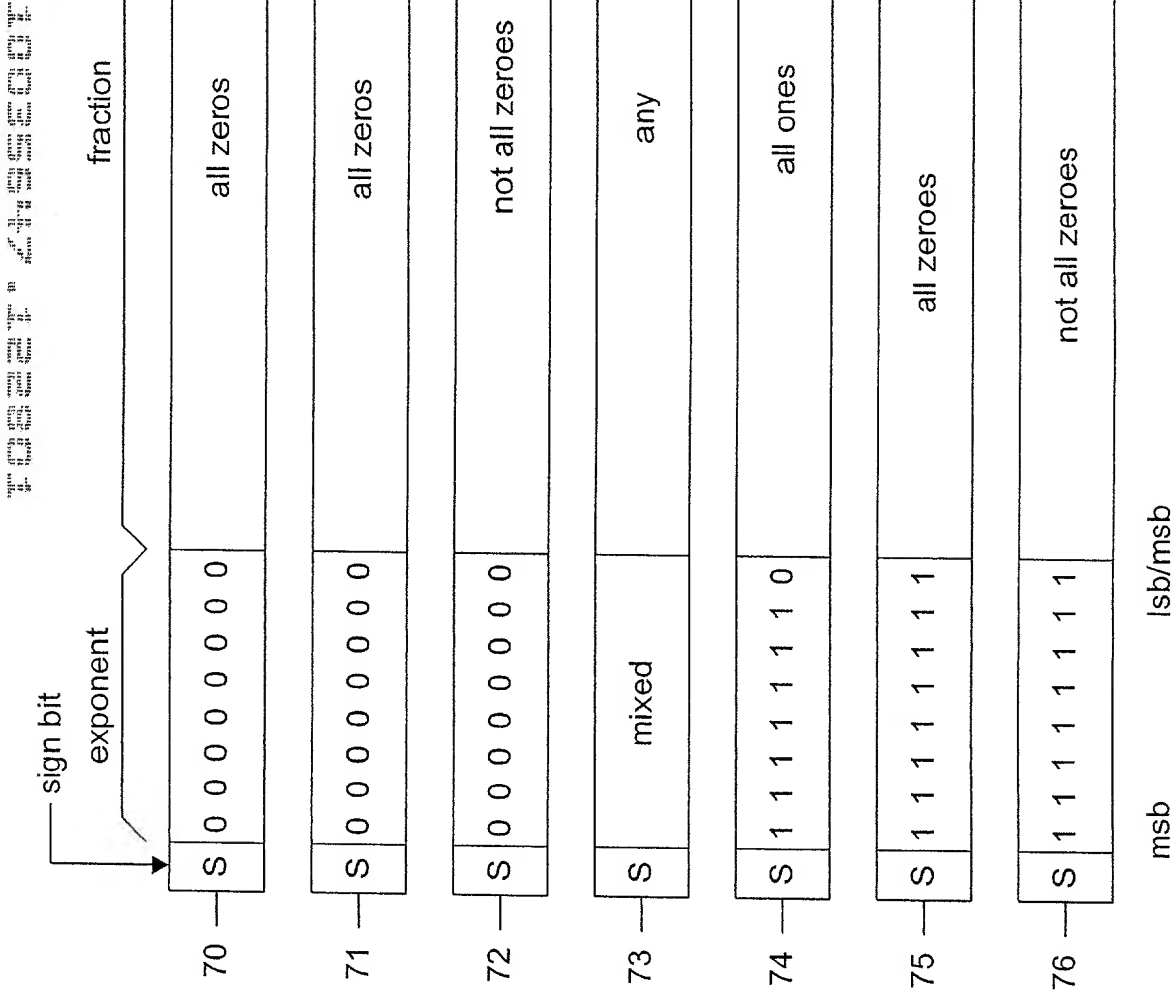 sign bit
exponent
fraction
70 S 0 0 0 0 0 0 0 0 all zeros
71 S 0 0 0 0 0 0 0 0 all zeros
72 S 0 0 0 0 0 0 0 0 not all zeroes
73 S mixed any
74 S 1 1 1 1 1 1 1 0 all ones
75 S 1 1 1 1 1 1 1 1 all zeroes
76 S 1 1 1 1 1 1 1 1 not all zeroes
msb lsb/msb